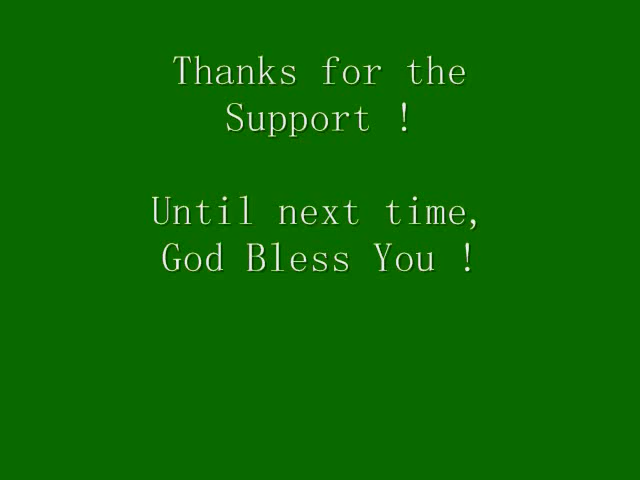 Thanks for the
Support !
Until next time,
God Bless You !